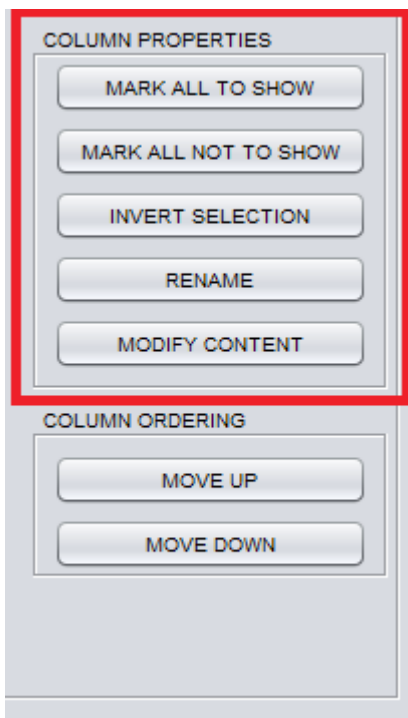 COLUMN PROPERTIES
MARK ALL TO SHOW
MARK ALL NOT TO SHOW
INVERT SELECTION
RENAME
MODIFY CONTENT
COLUMN ORDERING
MOVE UP
MOVE DOWN